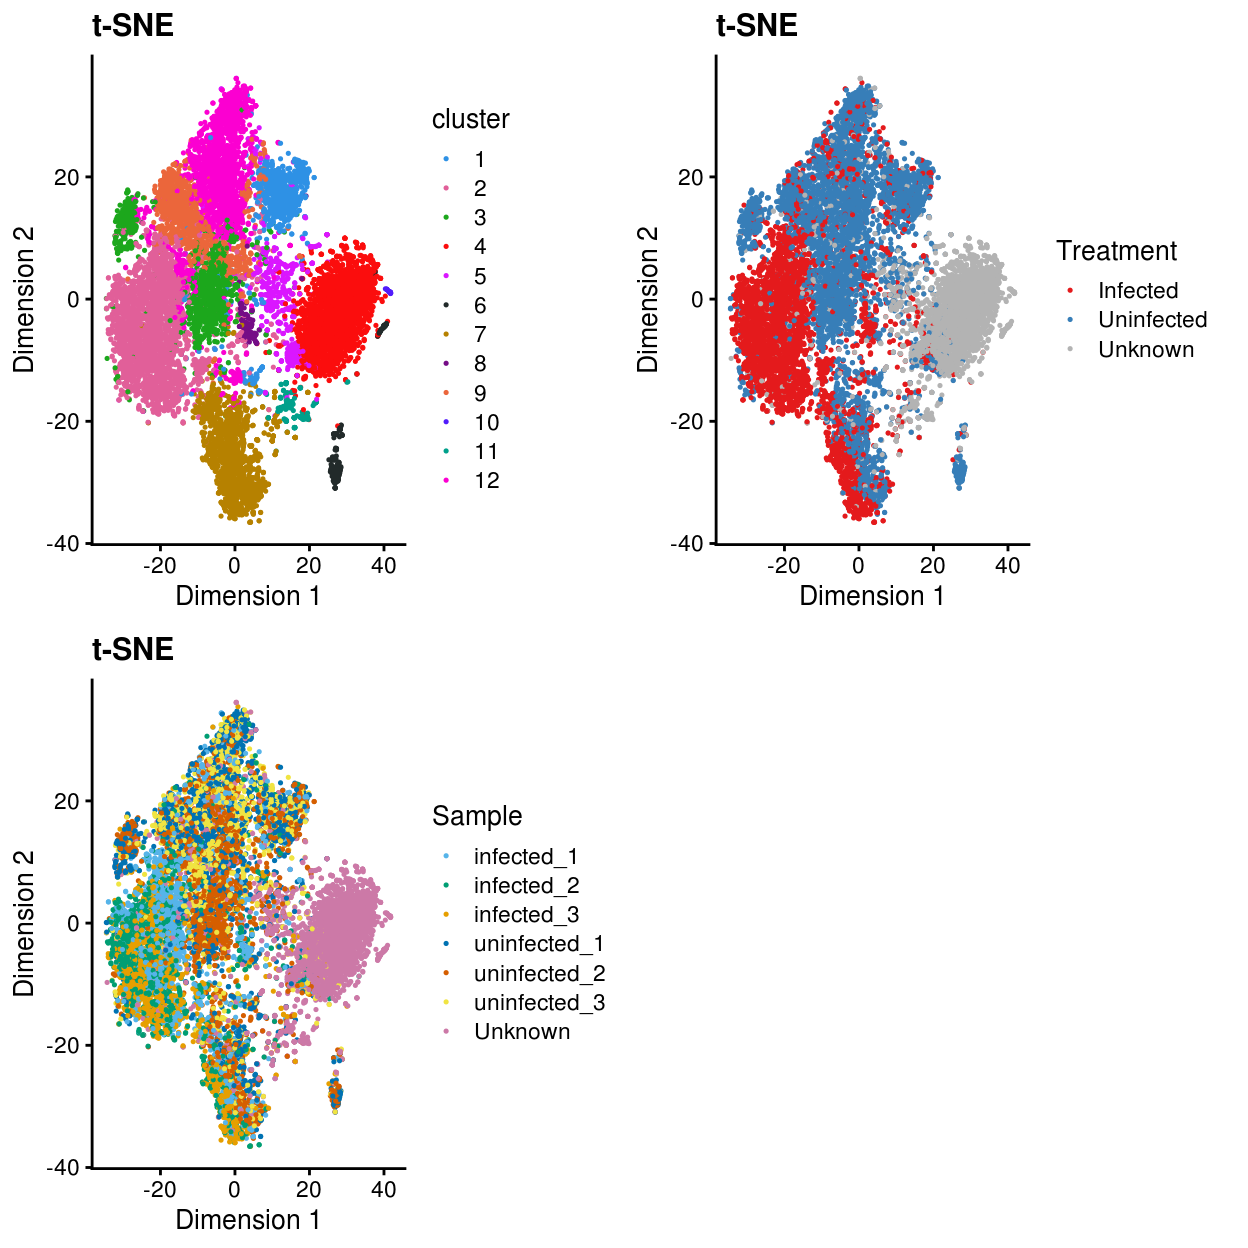 t-SNE
20
0
-20
-40
-20 0 20 40
Dimension 1
Dimension 2
cluster
1
2
3
4
5
6
7
8
9
10
11
12
t-SNE
20
0
-20
-40
-20 0 20 40
Dimension 1
Dimension 2
Treatment
Infected
Uninfected
Unknown
t-SNE
20
0
-20
-40
-20 0 20 40
Dimension 1
Dimension 2
Sample
infected_1
infected_2
infected_3
uninfected_1
uninfected_2
uninfected_3
Unknown